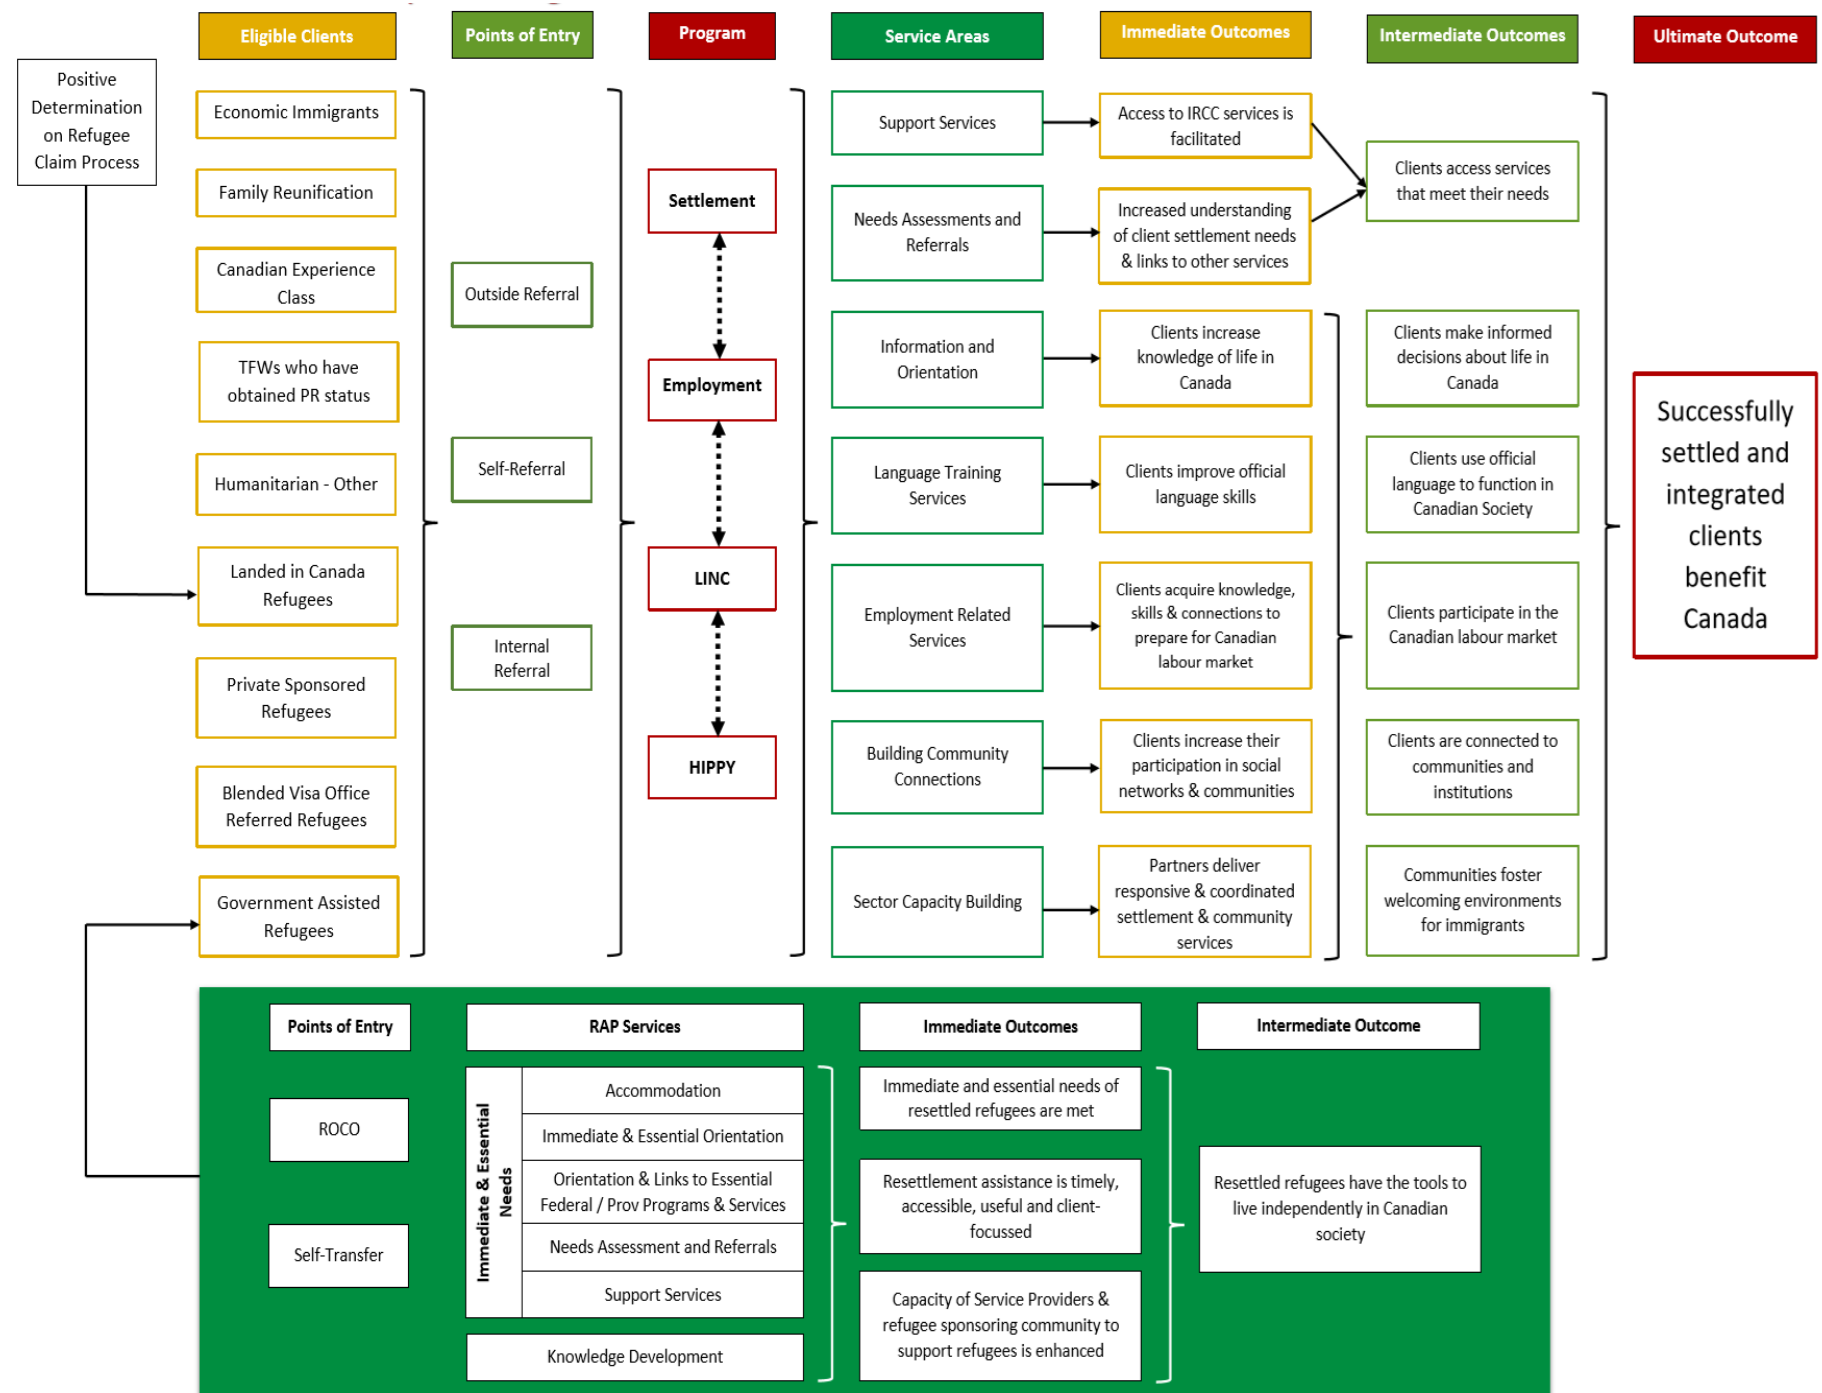 Eligible Clients
Points of Entry
Program
Service Areas
Immediate Outcomes
Intermediate Outcomes
Ultimate Outcome
Positive
Determination
on Refugee
Claim Process
Economic Immigrants
Family Reunification
Canadian Experience
Class
TFWs who have
obtained PR status
Humanitarian - Other
Landed in Canada
Refugees
Private Sponsored
Refugees
Blended Visa Office
Referred Refugees
Government Assisted
Refugees
Outside Referral
Self-Referral
Internal
Referral
Settlement
Employment
LINC
HIPPY
Support Services
Needs Assessments and
Referrals
Information and
Orientation
Language Training
Services
Employment Related
Services
Building Community
Connections
Sector Capacity Building
Access to IRCC services is
facilitated
Increased understanding
of client settlement needs
& links to other services
Clients increase
knowledge of life in
Canada
Clients improve official
language skills
Clients acquire knowledge,
skills & connections to
prepare for Canadian
labour market
Clients increase their
participation in social
networks & communities
Partners deliver
responsive & coordinated
settlement & community
services
Clients access services
that meet their needs
Clients make informed
decisions about life in
Canada
Clients use official
language to function in
Canadian Society
Clients participate in the
Canadian labour market
Clients are connected to
communities and
institutions
Communities foster
welcoming environments
for immigrants
Successfully
settled and
integrated
clients
benefit
Canada
Points of Entry
RAP Services
Immediate Outcomes
Intermediate Outcome
ROCO
Self-Transfer
Immediate & Essential
Needs
Accommodation
Immediate & Essential Orientation
Orientation & Links to Essential
Federal / Prov Programs & Services
Needs Assessment and Referrals
Support Services
Knowledge Development
Immediate and essential needs of
resettled refugees are met
Resettlement assistance is timely,
accessible, useful and client-
focussed
Capacity of Service Providers &
refugee sponsoring community to
support refugees is enhanced
Resettled refugees have the tools to
live independently in Canadian
society